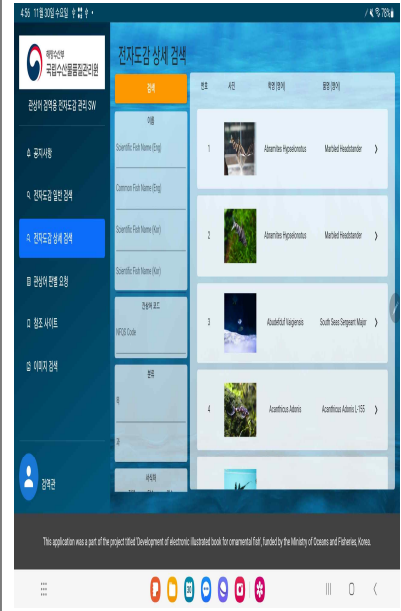 4:56 11월 30일 수요일
78%
해양수산부
국립수산물품질관리원
관상어 검역용 전자도감 관리 SW
공지사항
전자도감 일반 검색
전자도감 상세 검색
관상어 판별 요청
참조 사이트
이미지 검색
검역관
전자도감 상세 검색
검색
이름
Scientific Fish Name (Eng)
Common Fish Name (Eng)
Scientific Fish Name (Kor)
Scientific Fish Name (Kor)
관상어 코드
NFQS Code
분류
목
과
서식지
번호 사진 학명 (영어) 품명 (영어)
1 Abramites Hypselonotus Marbled Headstander
2 Abramites Hypselonotus Marbled Headstander
3 Abudefduf Vaigiensis South Seas Sergeant Major
4 Acanthicus Adonis Acanthicus Adonis L-155
This application was a part of the project titled 'Development of electronic illustrated book for ornamental fish', funded by the Ministry of Oceans and Fisheries, Korea.